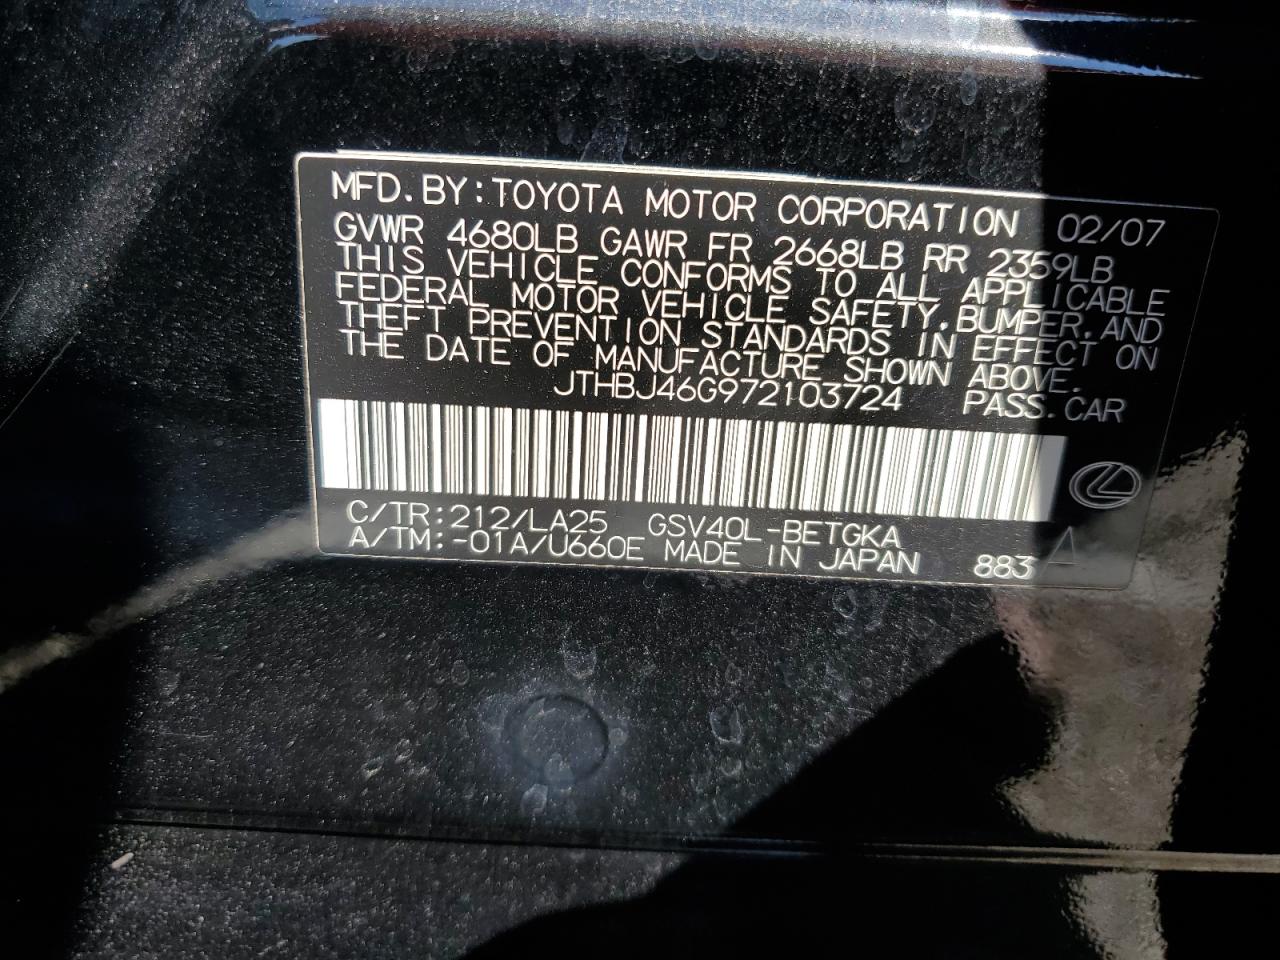 MFD. BY: TOYOTA MOTOR CORPORATION 02/07
GVWR 4680LB GAWR FR 2668LB RR 2359LB
THIS VEHICLE CONFORMS TO ALL APPLICABLE
FEDERAL MOTOR VEHICLE SAFETY, BUMPER, AND
THEFT PREVENTION STANDARDS IN EFFECT ON
THE DATE OF MANUFACTURE SHOWN ABOVE.
JTHBJ46G972103724 PASS. CAR
C/TR: 212/LA25 GSV40L-BETGKA
A/TM: -01A/U660E MADE IN JAPAN 883 A